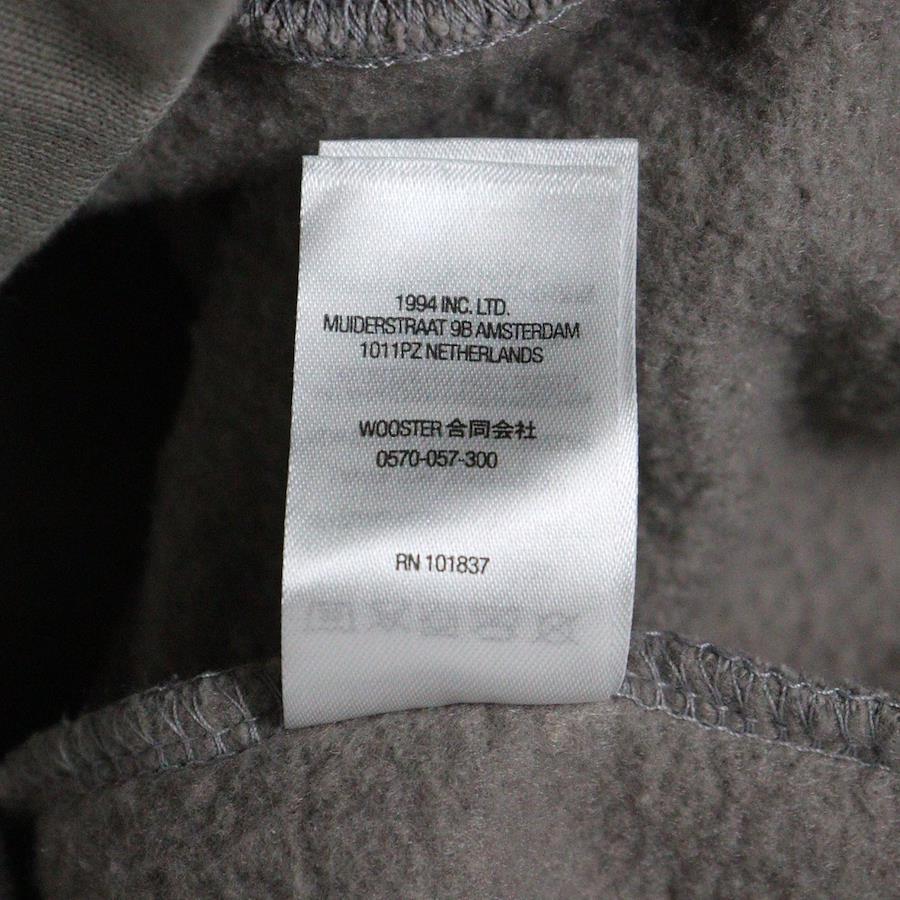 1994 INC. LTD.
MUIDERSTRAAT 9B AMSTERDAM
1011PZ NETHERLANDS
WOOSTER 合同会社
0570-057-300
RN 101837